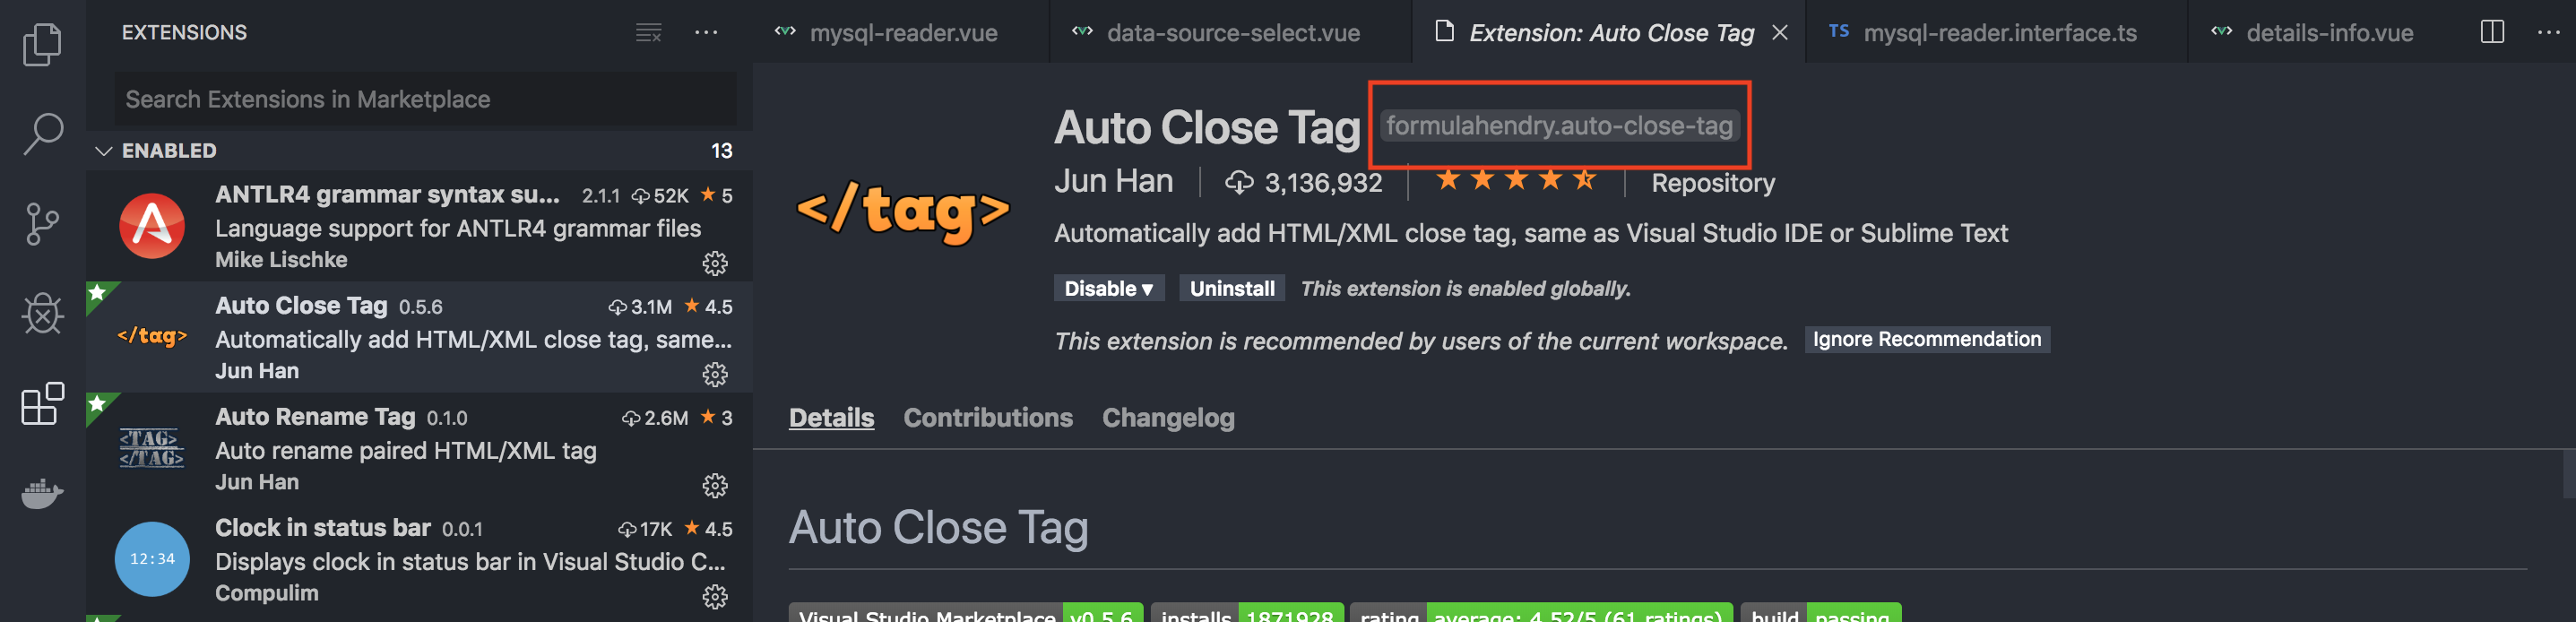 EXTENSIONS
Search Extensions in Marketplace
ENABLED 13
ANTLR4 grammar syntax su... 2.1.1 52K 5
Language support for ANTLR4 grammar files
Mike Lischke
</tag>
Auto Close Tag 0.5.6 3.1M 4.5
Automatically add HTML/XML close tag, same...
Jun Han
<TAG>
</TAG>
Auto Rename Tag 0.1.0 2.6M 3
Auto rename paired HTML/XML tag
Jun Han
12:34
Clock in status bar 0.0.1 17K 4.5
Displays clock in status bar in Visual Studio C...
Compulim
mysql-reader.vue data-source-select.vue Extension: Auto Close Tag TS mysql-reader.interface.ts details-info.vue
</tag>
Auto Close Tag formulahendry.auto-close-tag
Jun Han 3,136,932 Repository
Automatically add HTML/XML close tag, same as Visual Studio IDE or Sublime Text
Disable Uninstall This extension is enabled globally.
This extension is recommended by users of the current workspace. Ignore Recommendation
Details Contributions Changelog
Auto Close Tag
Visual Studio Marketplace v0.5.6 installs 1871928 rating average: 4.52/5 (61 ratings) build passing